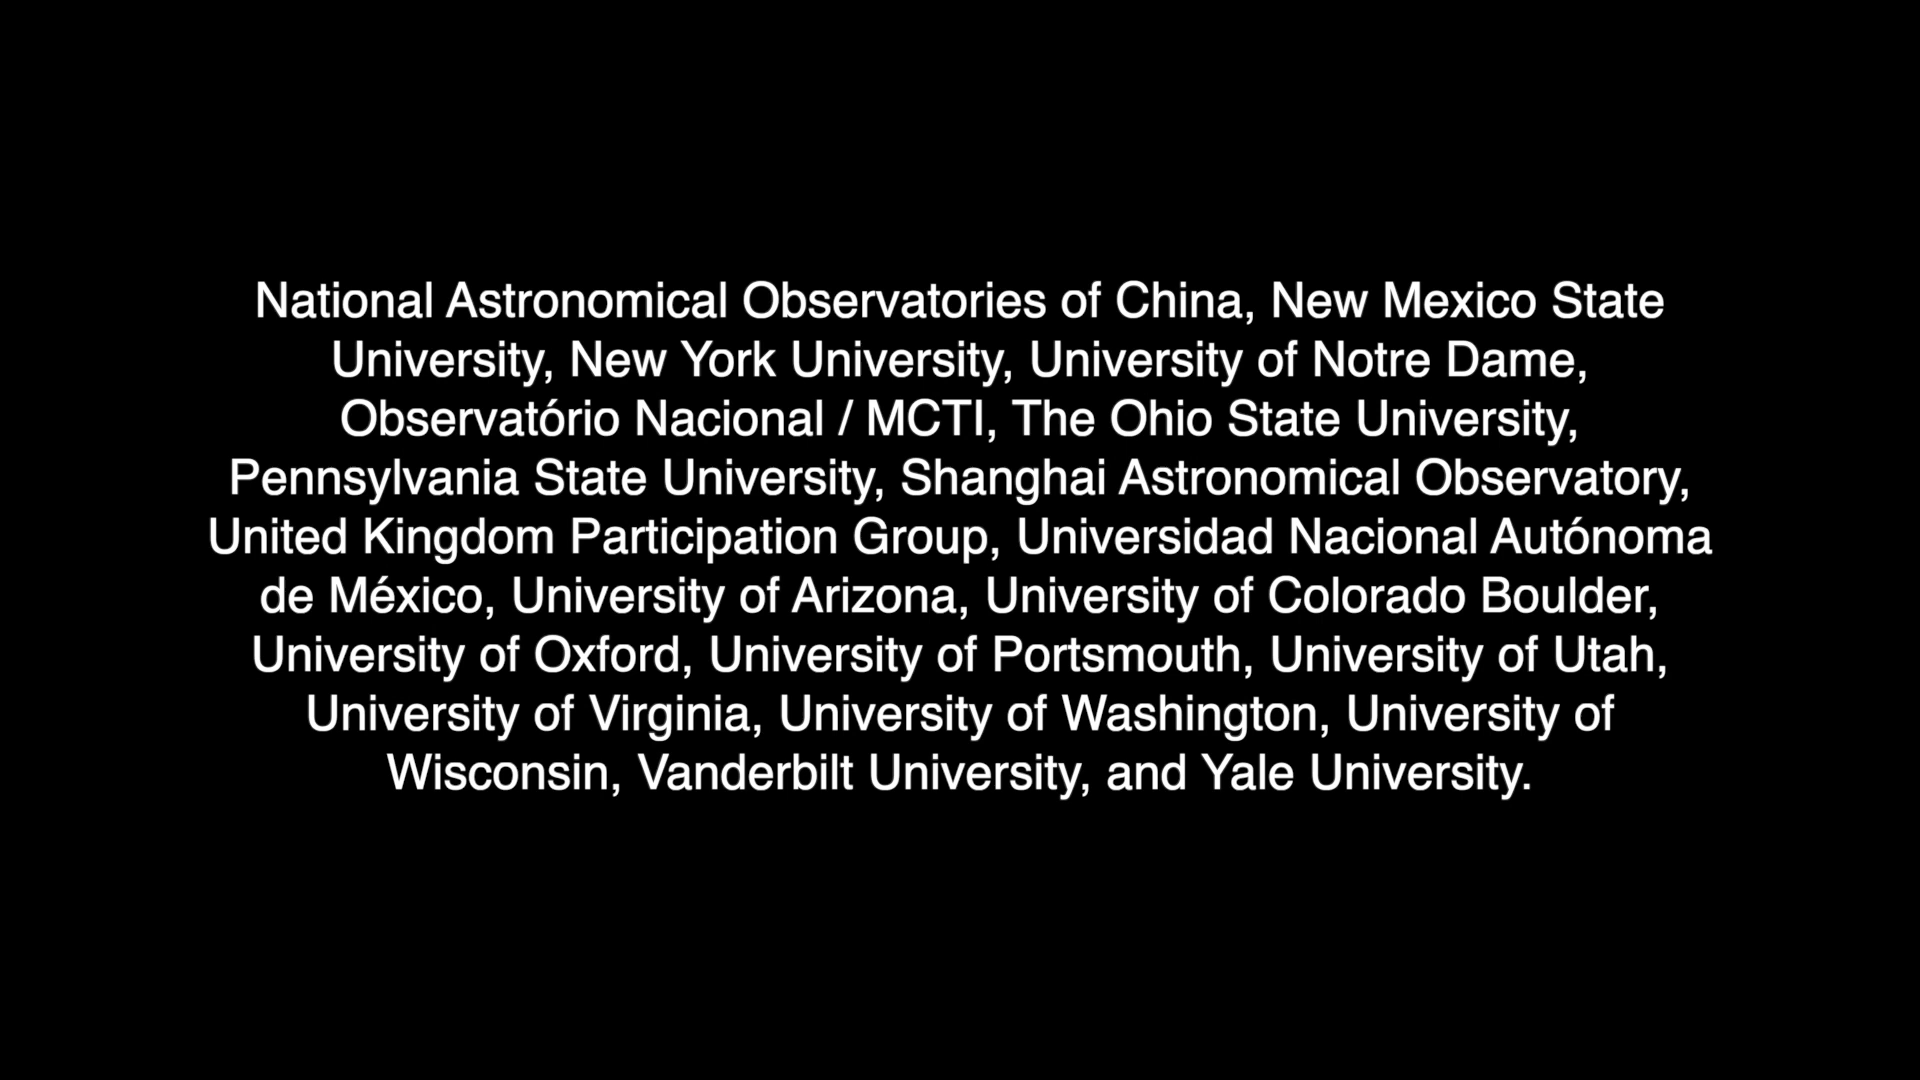 National Astronomical Observatories of China, New Mexico State
University, New York University, University of Notre Dame,
Observatório Nacional / MCTI, The Ohio State University,
Pennsylvania State University, Shanghai Astronomical Observatory,
United Kingdom Participation Group, Universidad Nacional Autónoma
de México, University of Arizona, University of Colorado Boulder,
University of Oxford, University of Portsmouth, University of Utah,
University of Virginia, University of Washington, University of
Wisconsin, Vanderbilt University, and Yale University.